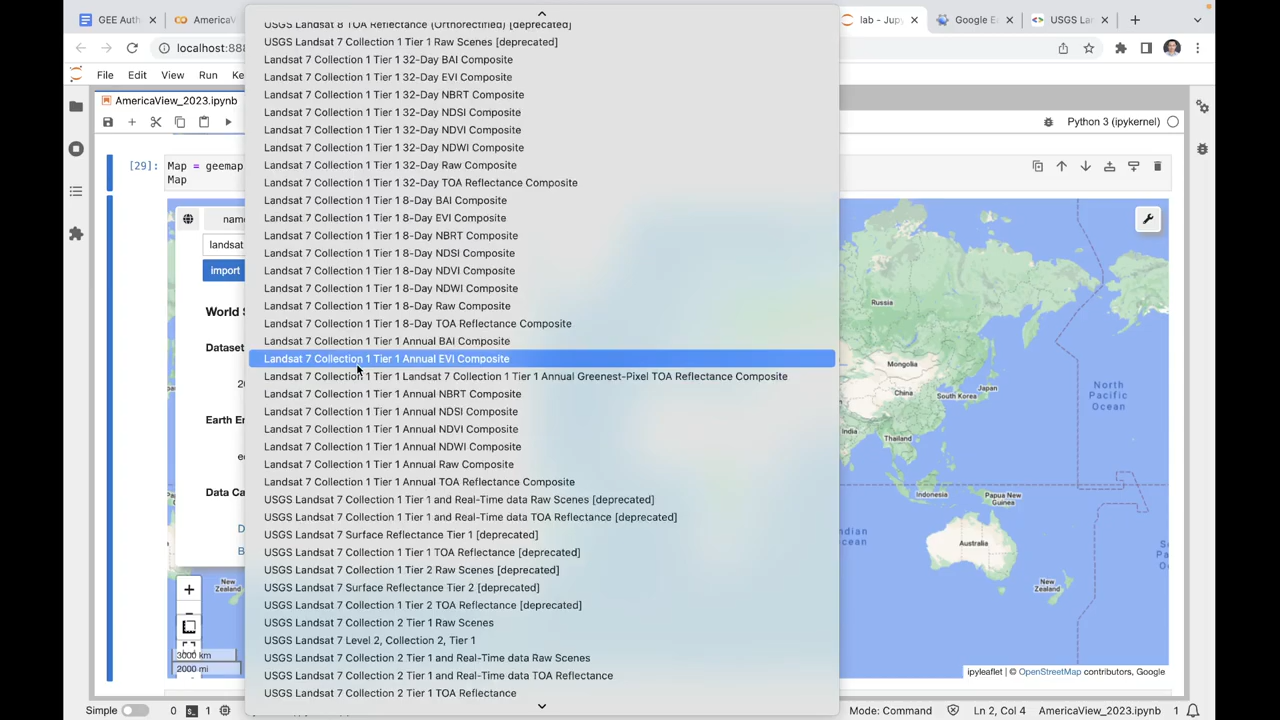 GEE Auth
AmericaV
lab - Jupyt
Google E
USGS La
localhost:888
File Edit View Run Ke
AmericaView_2023.ipynb
Python 3 (ipykernel)
[29]: Map = geemap
Map
name
landsat
import
World S
Dataset
Earth En
Data Ca
USGS Landsat 8 TOA Reflectance (Orthorectified) [deprecated]
USGS Landsat 7 Collection 1 Tier 1 Raw Scenes [deprecated]
Landsat 7 Collection 1 Tier 1 32-Day BAI Composite
Landsat 7 Collection 1 Tier 1 32-Day EVI Composite
Landsat 7 Collection 1 Tier 1 32-Day NBRT Composite
Landsat 7 Collection 1 Tier 1 32-Day NDSI Composite
Landsat 7 Collection 1 Tier 1 32-Day NDVI Composite
Landsat 7 Collection 1 Tier 1 32-Day NDWI Composite
Landsat 7 Collection 1 Tier 1 32-Day Raw Composite
Landsat 7 Collection 1 Tier 1 32-Day TOA Reflectance Composite
Landsat 7 Collection 1 Tier 1 8-Day BAI Composite
Landsat 7 Collection 1 Tier 1 8-Day EVI Composite
Landsat 7 Collection 1 Tier 1 8-Day NBRT Composite
Landsat 7 Collection 1 Tier 1 8-Day NDSI Composite
Landsat 7 Collection 1 Tier 1 8-Day NDVI Composite
Landsat 7 Collection 1 Tier 1 8-Day NDWI Composite
Landsat 7 Collection 1 Tier 1 8-Day Raw Composite
Landsat 7 Collection 1 Tier 1 8-Day TOA Reflectance Composite
Landsat 7 Collection 1 Tier 1 Annual BAI Composite
Landsat 7 Collection 1 Tier 1 Annual EVI Composite
Landsat 7 Collection 1 Tier 1 Landsat 7 Collection 1 Tier 1 Annual Greenest-Pixel TOA Reflectance Composite
Landsat 7 Collection 1 Tier 1 Annual NBRT Composite
Landsat 7 Collection 1 Tier 1 Annual NDSI Composite
Landsat 7 Collection 1 Tier 1 Annual NDVI Composite
Landsat 7 Collection 1 Tier 1 Annual NDWI Composite
Landsat 7 Collection 1 Tier 1 Annual Raw Composite
Landsat 7 Collection 1 Tier 1 Annual TOA Reflectance Composite
USGS Landsat 7 Collection 1 Tier 1 and Real-Time data Raw Scenes [deprecated]
USGS Landsat 7 Collection 1 Tier 1 and Real-Time data TOA Reflectance [deprecated]
USGS Landsat 7 Surface Reflectance Tier 1 [deprecated]
USGS Landsat 7 Collection 1 Tier 1 TOA Reflectance [deprecated]
USGS Landsat 7 Collection 1 Tier 2 Raw Scenes [deprecated]
USGS Landsat 7 Surface Reflectance Tier 2 [deprecated]
USGS Landsat 7 Collection 1 Tier 2 TOA Reflectance [deprecated]
USGS Landsat 7 Collection 2 Tier 1 Raw Scenes
USGS Landsat 7 Level 2, Collection 2, Tier 1
USGS Landsat 7 Collection 2 Tier 1 and Real-Time data Raw Scenes
USGS Landsat 7 Collection 2 Tier 1 and Real-Time data TOA Reflectance
USGS Landsat 7 Collection 2 Tier 1 TOA Reflectance
Russia
Mongolia
China
South Korea
Japan
India
Thailand
North
Pacific
Ocean
Indonesia
Papua New
Guinea
Indian
Ocean
Australia
New
Zealand
New
Zealand
3000 km
2000 mi
ipyleaflet | © OpenStreetMap contributors, Google
Simple 0 1
Mode: Command Ln 2, Col 4 AmericaView_2023.ipynb 1